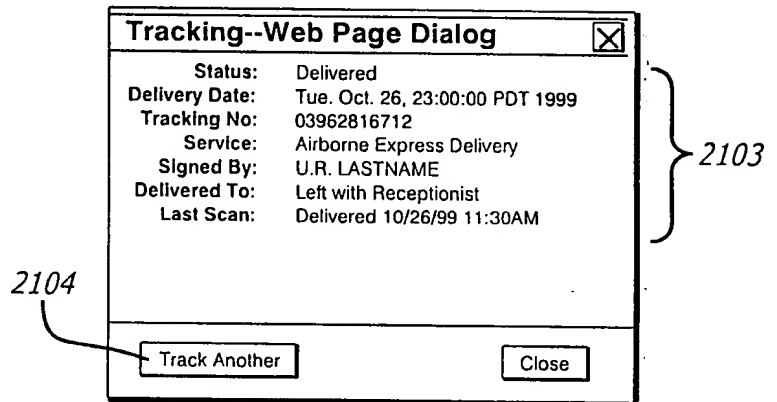 Tracking--Web Page Dialog
Status: Delivered
Delivery Date: Tue. Oct. 26, 23:00:00 PDT 1999
Tracking No: 03962816712
Service: Airborne Express Delivery
Signed By: U.R. LASTNAME
Delivered To: Left with Receptionist
Last Scan: Delivered 10/26/99 11:30AM
2103
2104
Track Another Close